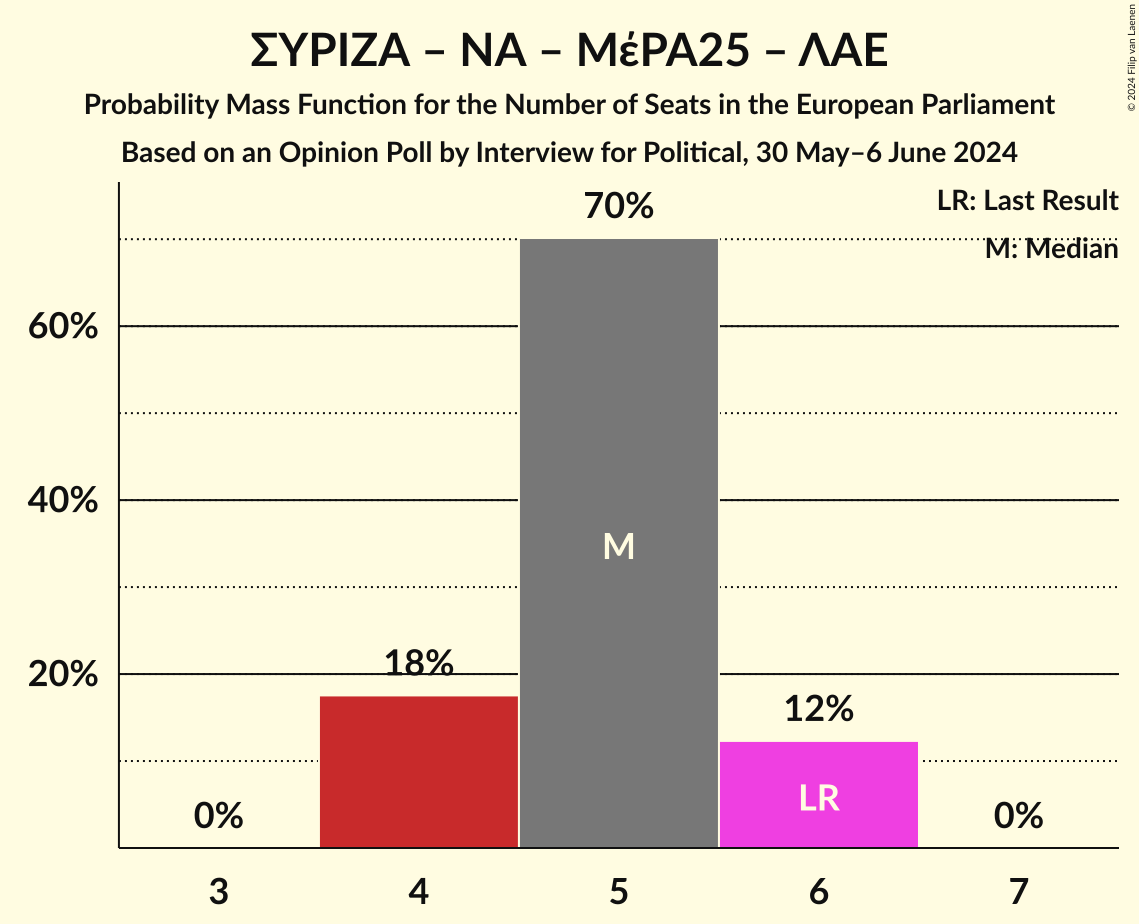 ΣΥΡΙΖΑ – ΝΑ – ΜέΡΑ25 – ΛΑΕ
Probability Mass Function for the Number of Seats in the European Parliament
Based on an Opinion Poll by Interview for Political, 30 May–6 June 2024
© 2024 Filip van Laenen
LR: Last Result
M: Median
70%
60%
40%
20%
M
18%
12%
LR
0%
0%
3 4 5 6 7